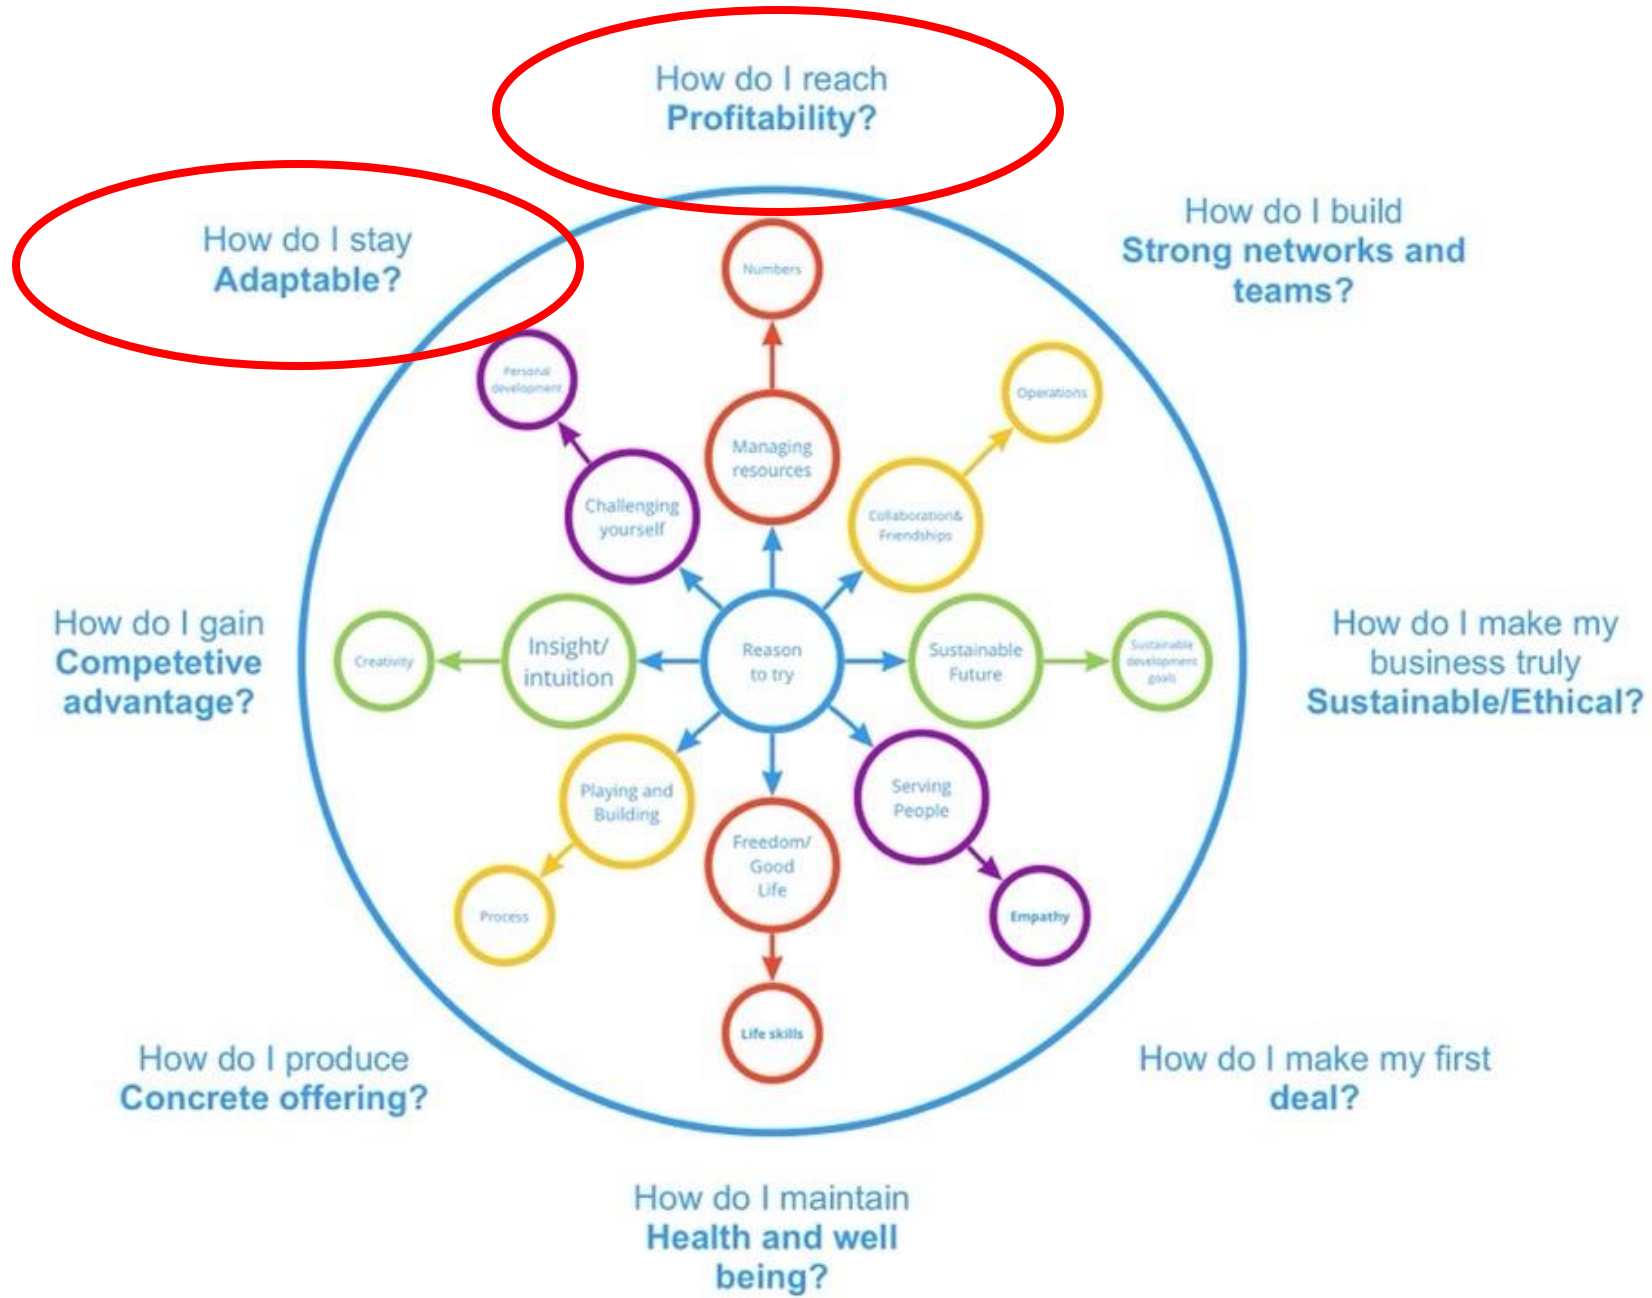 How do I reach
Profitability?
How do I stay
Adaptable?
How do I build
Strong networks and
teams?
Numbers
Personal
development
Operations
Managing
resources
Challenging
yourself
Collaboration&
Friendships
How do I gain
Competetive
advantage?
Creativity
Insight/
intuition
Reason
to try
Sustainable
Future
Sustainable
development
goals
How do I make my
business truly
Sustainable/Ethical?
Playing and
Building
Serving
People
Freedom/
Good
Life
Process
Empathy
Life skills
How do I produce
Concrete offering?
How do I make my first
deal?
How do I maintain
Health and well
being?